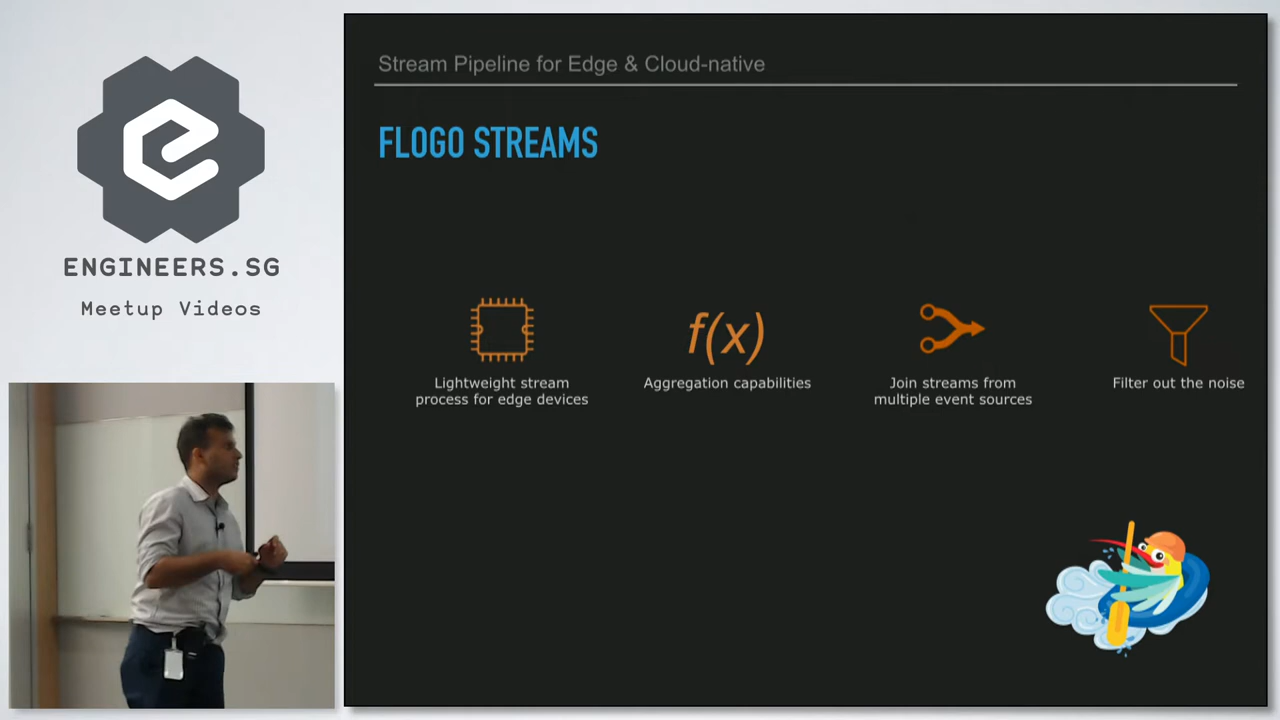 ENGINEERS.SG
Meetup Videos
Stream Pipeline for Edge & Cloud-native
FLOGO STREAMS
f(x)
Lightweight stream
process for edge devices
Aggregation capabilities
Join streams from
multiple event sources
Filter out the noise